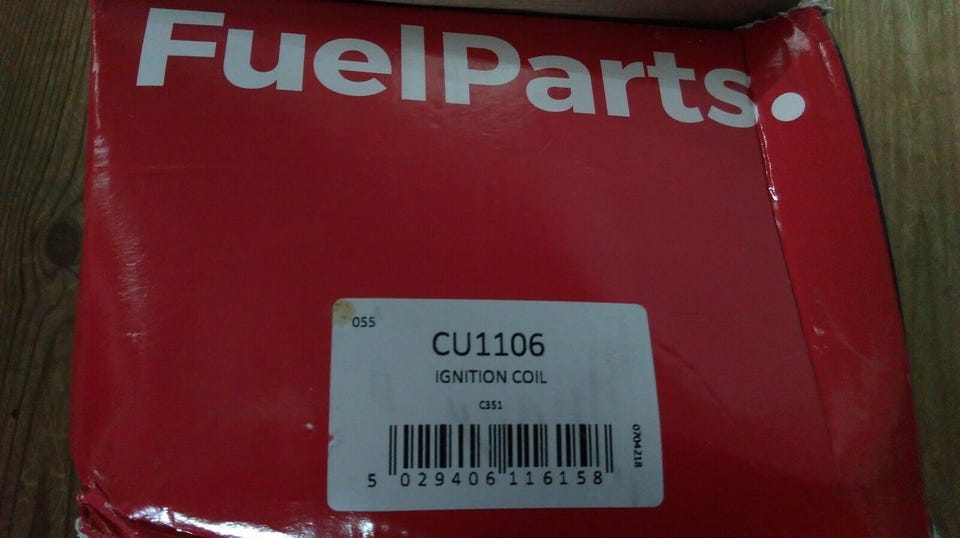 FuelParts.
055
CU1106
IGNITION COIL
C351
0704218
5 029406 116158